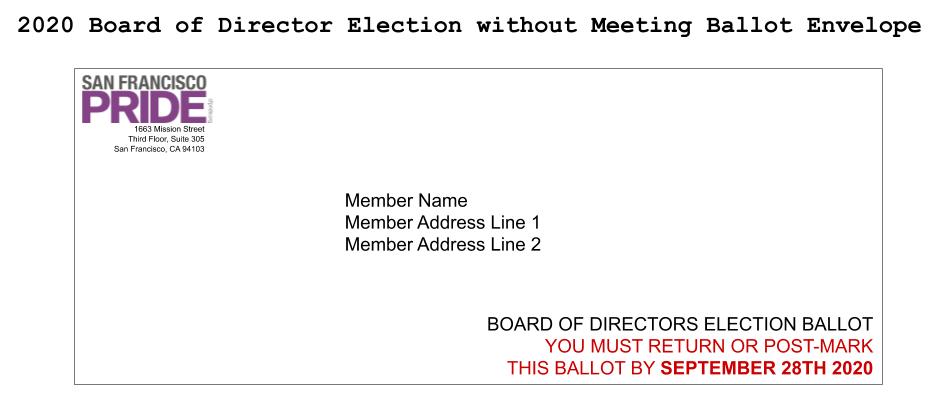 2020 Board of Director Election without Meeting Ballot Envelope
SAN FRANCISCO
PRIDE
1663 Mission Street
Third Floor, Suite 305
San Francisco, CA 94103
Member Name
Member Address Line 1
Member Address Line 2
BOARD OF DIRECTORS ELECTION BALLOT
YOU MUST RETURN OR POST-MARK
THIS BALLOT BY SEPTEMBER 28TH 2020